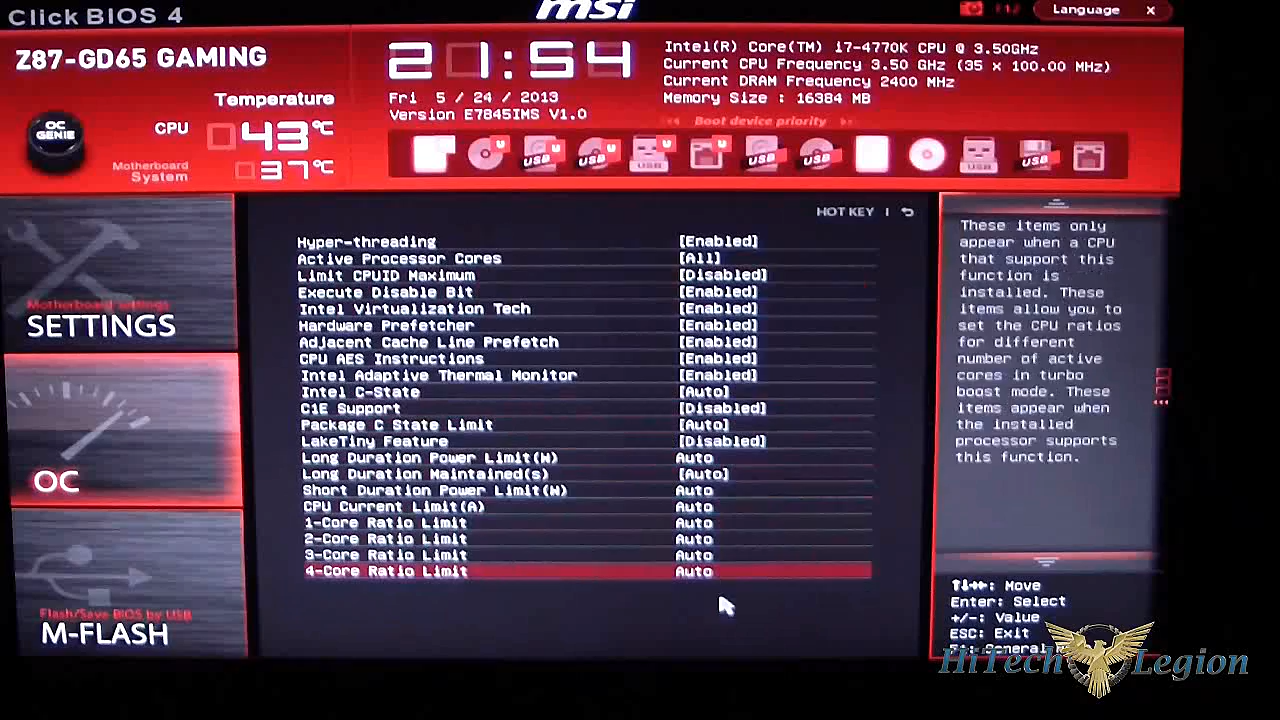 Click BIOS 4
msi
Language X
Z87-GD65 GAMING
OC GENIE
Temperature
CPU 43°C
Motherboard System 37°C
21:54
Fri 5 / 24 / 2013
Version E7845IMS V1.0
Intel(R) Core(TM) i7-4770K CPU @ 3.50GHz
Current CPU Frequency 3.50 GHz (35 x 100.00 MHz)
Current DRAM Frequency 2400 MHz
Memory Size : 16384 MB
Boot device priority
U U U U U
USB USB USB USB USB USB USB
HOT KEY |
Motherboard settings
SETTINGS
OC
Flash/Save BIOS by USB
M-FLASH
Hyper-threading [Enabled]
Active Processor Cores [All]
Limit CPUID Maximum [Disabled]
Execute Disable Bit [Enabled]
Intel Virtualization Tech [Enabled]
Hardware Prefetcher [Enabled]
Adjacent Cache Line Prefetch [Enabled]
CPU AES Instructions [Enabled]
Intel Adaptive Thermal Monitor [Enabled]
Intel C-State [Auto]
C1E Support [Disabled]
Package C State Limit [Auto]
LakeTiny Feature [Disabled]
Long Duration Power Limit(W) Auto
Long Duration Maintained(s) [Auto]
Short Duration Power Limit(W) Auto
CPU Current Limit(A) Auto
1-Core Ratio Limit Auto
2-Core Ratio Limit Auto
3-Core Ratio Limit Auto
4-Core Ratio Limit Auto
These items only
appear when a CPU
that support this
function is
installed. These
items allow you to
set the CPU ratios
for different
number of active
cores in turbo
boost mode. These
items appear when
the installed
processor supports
this function.
↑↓→←: Move
Enter: Select
+/-: Value
ESC: Exit
F1: General
HiTech Legion